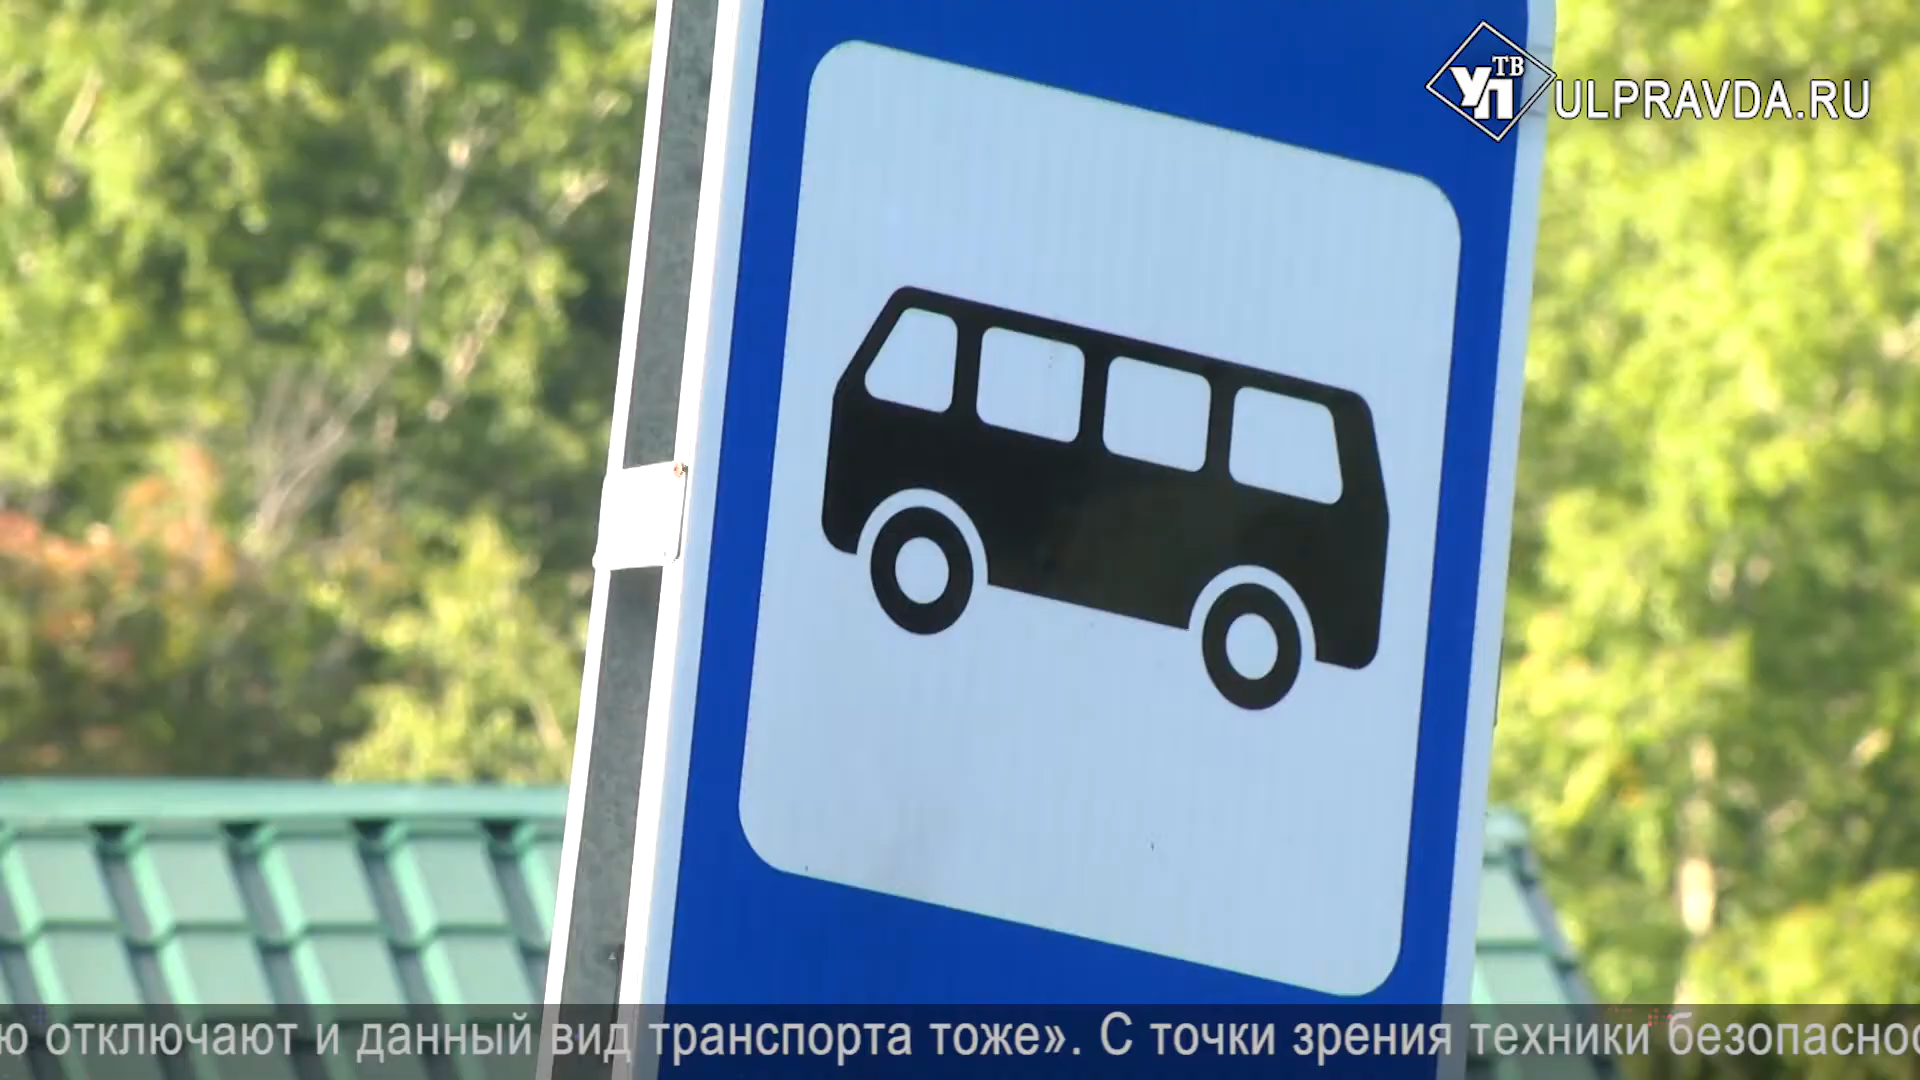 УП ТВ
ULPRAVDA.RU
отключают и данный вид транспорта тоже». С точки зрения техники